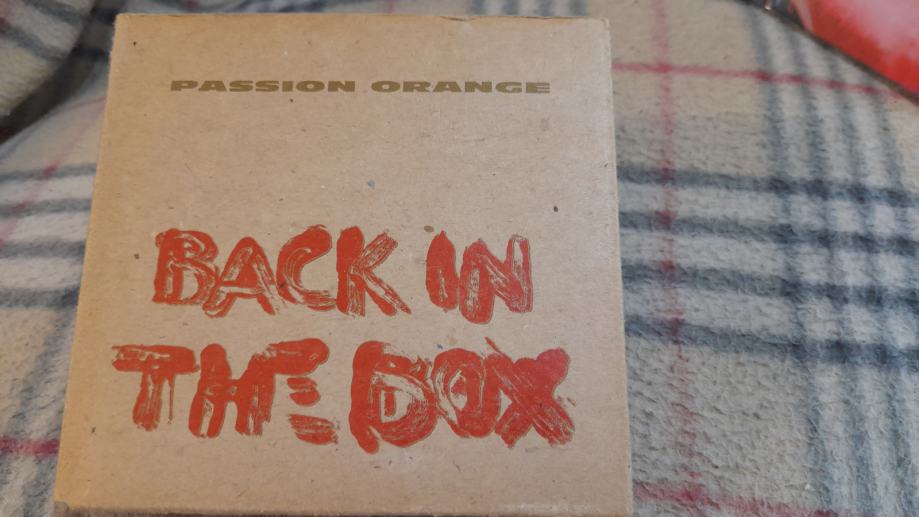 PASSION ORANGE
BACK IN
THE BOX